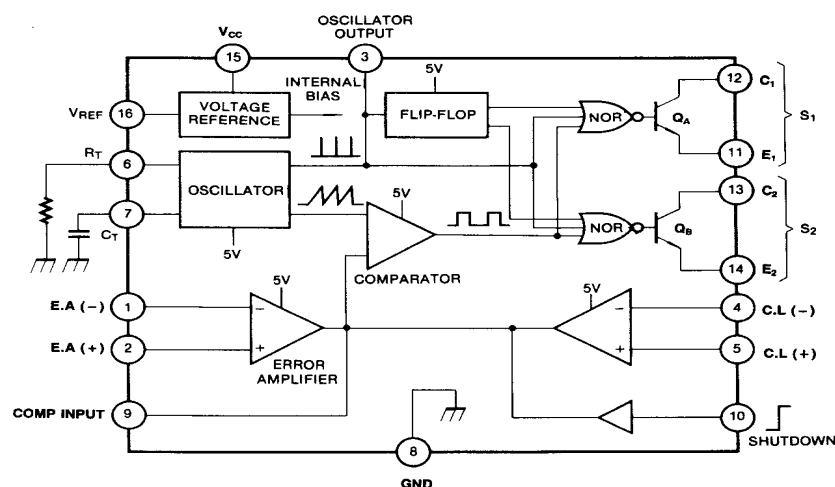 OSCILLATOR
OUTPUT
VCC
15
3
5V
12
C1
INTERNAL
BIAS
VREF
16
VOLTAGE
REFERENCE
FLIP-FLOP
NOR
QA
S1
RT
6
11
E1
OSCILLATOR
7
CT
5V
5V
13
C2
NOR
QB
S2
COMPARATOR
14
E2
E.A (−)
1
5V
−
5V
−
4
C.L (−)
E.A (+)
2
+
+
5
C.L (+)
ERROR
AMPLIFIER
COMP INPUT
9
10
SHUTDOWN
8
GND